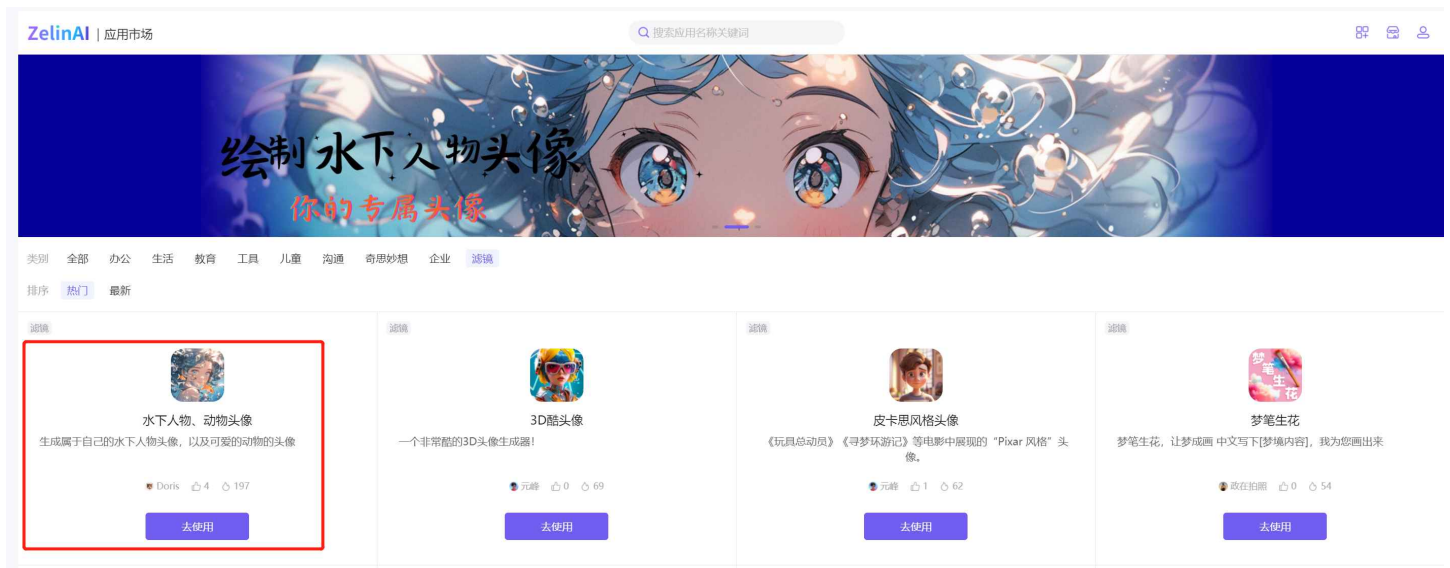 ZelinAI | 应用市场
搜索应用名称关键词
绘制水下人物头像
你的专属头像
类别 全部 办公 生活 教育 工具 儿童 沟通 奇思妙想 企业 滤镜
排序 热门 最新
滤镜
水下人物、动物头像
生成属于自己的水下人物头像，以及可爱的动物的头像
Doris 4 197
去使用
滤镜
3D酷头像
一个非常酷的3D头像生成器！
元峰 0 69
去使用
滤镜
皮卡思风格头像
《玩具总动员》《寻梦环游记》等电影中展现的“Pixar 风格”头
像。
元峰 1 62
去使用
滤镜
梦笔生花
梦笔生花
梦笔生花，让梦成画 中文写下[梦境内容]，我为您画出来
政在拍照 0 54
去使用